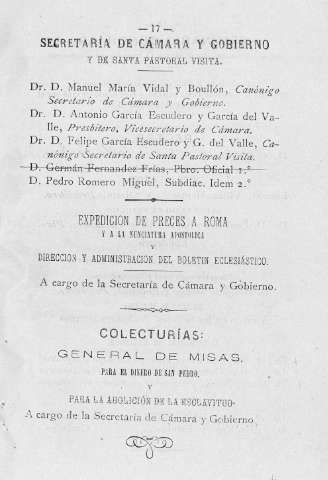 — 17 —
SECRETARÍA DE CÁMARA Y GOBIERNO
Y DE SANTA PASTORAL VISITA.
Dr. D. Manuel María Vidal y Boullón, Canónigo
Secretario de Cámara y Gobierno.
Dr. D. Antonio García Escudero y García del Va-
lle, Presbítero, Vicesecretario de Cámara.
Dr. D. Felipe García Escudero y G. del Valle, Ca-
nónigo Secretario de Santa Pastoral Visita.
D. Germán Fernandez Frías, Pbro. Oficial 1.º
D. Pedro Romero Miguel, Subdiac. Idem 2.º
EXPEDICION DE PRECES A ROMA
Y A LA NUNCIATURA APOSTOLICA
Y
DIRECCION Y ADMINISTRACION DEL BOLETIN ECLESIÁSTICO.
A cargo de la Secretaría de Cámara y Gobierno.
COLECTURÍAS:
GENERAL DE MISAS,
PARA EL DINERO DE SAN PEDRO,
Y
PARA LA ABOLICIÓN DE LA ESCLAVITUD.
A cargo de la Secretaría de Cámara y Gobierno.